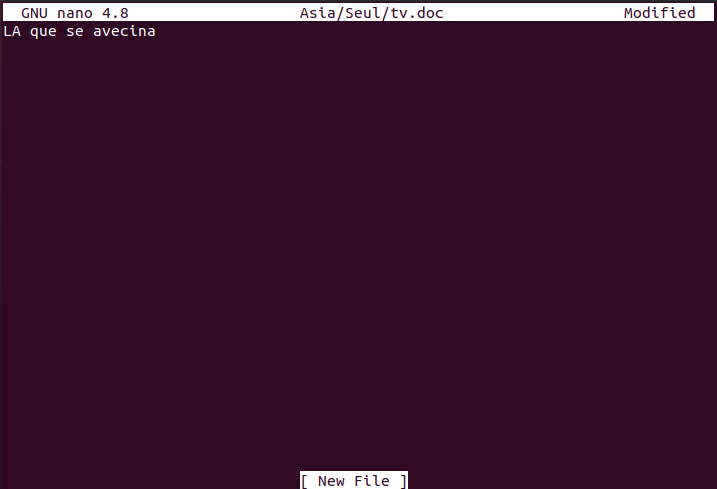 GNU nano 4.8 Asia/Seul/tv.doc Modified
LA que se avecina
[ New File ]